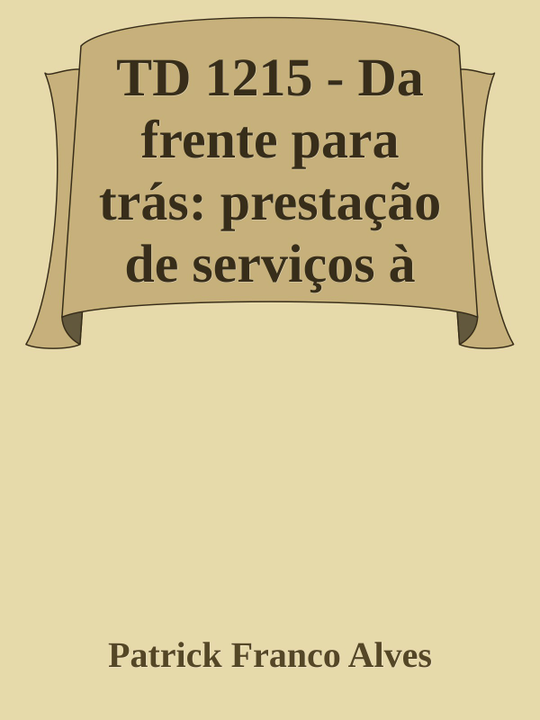 TD 1215 - Da
frente para
trás: prestação
de serviços à
Patrick Franco Alves